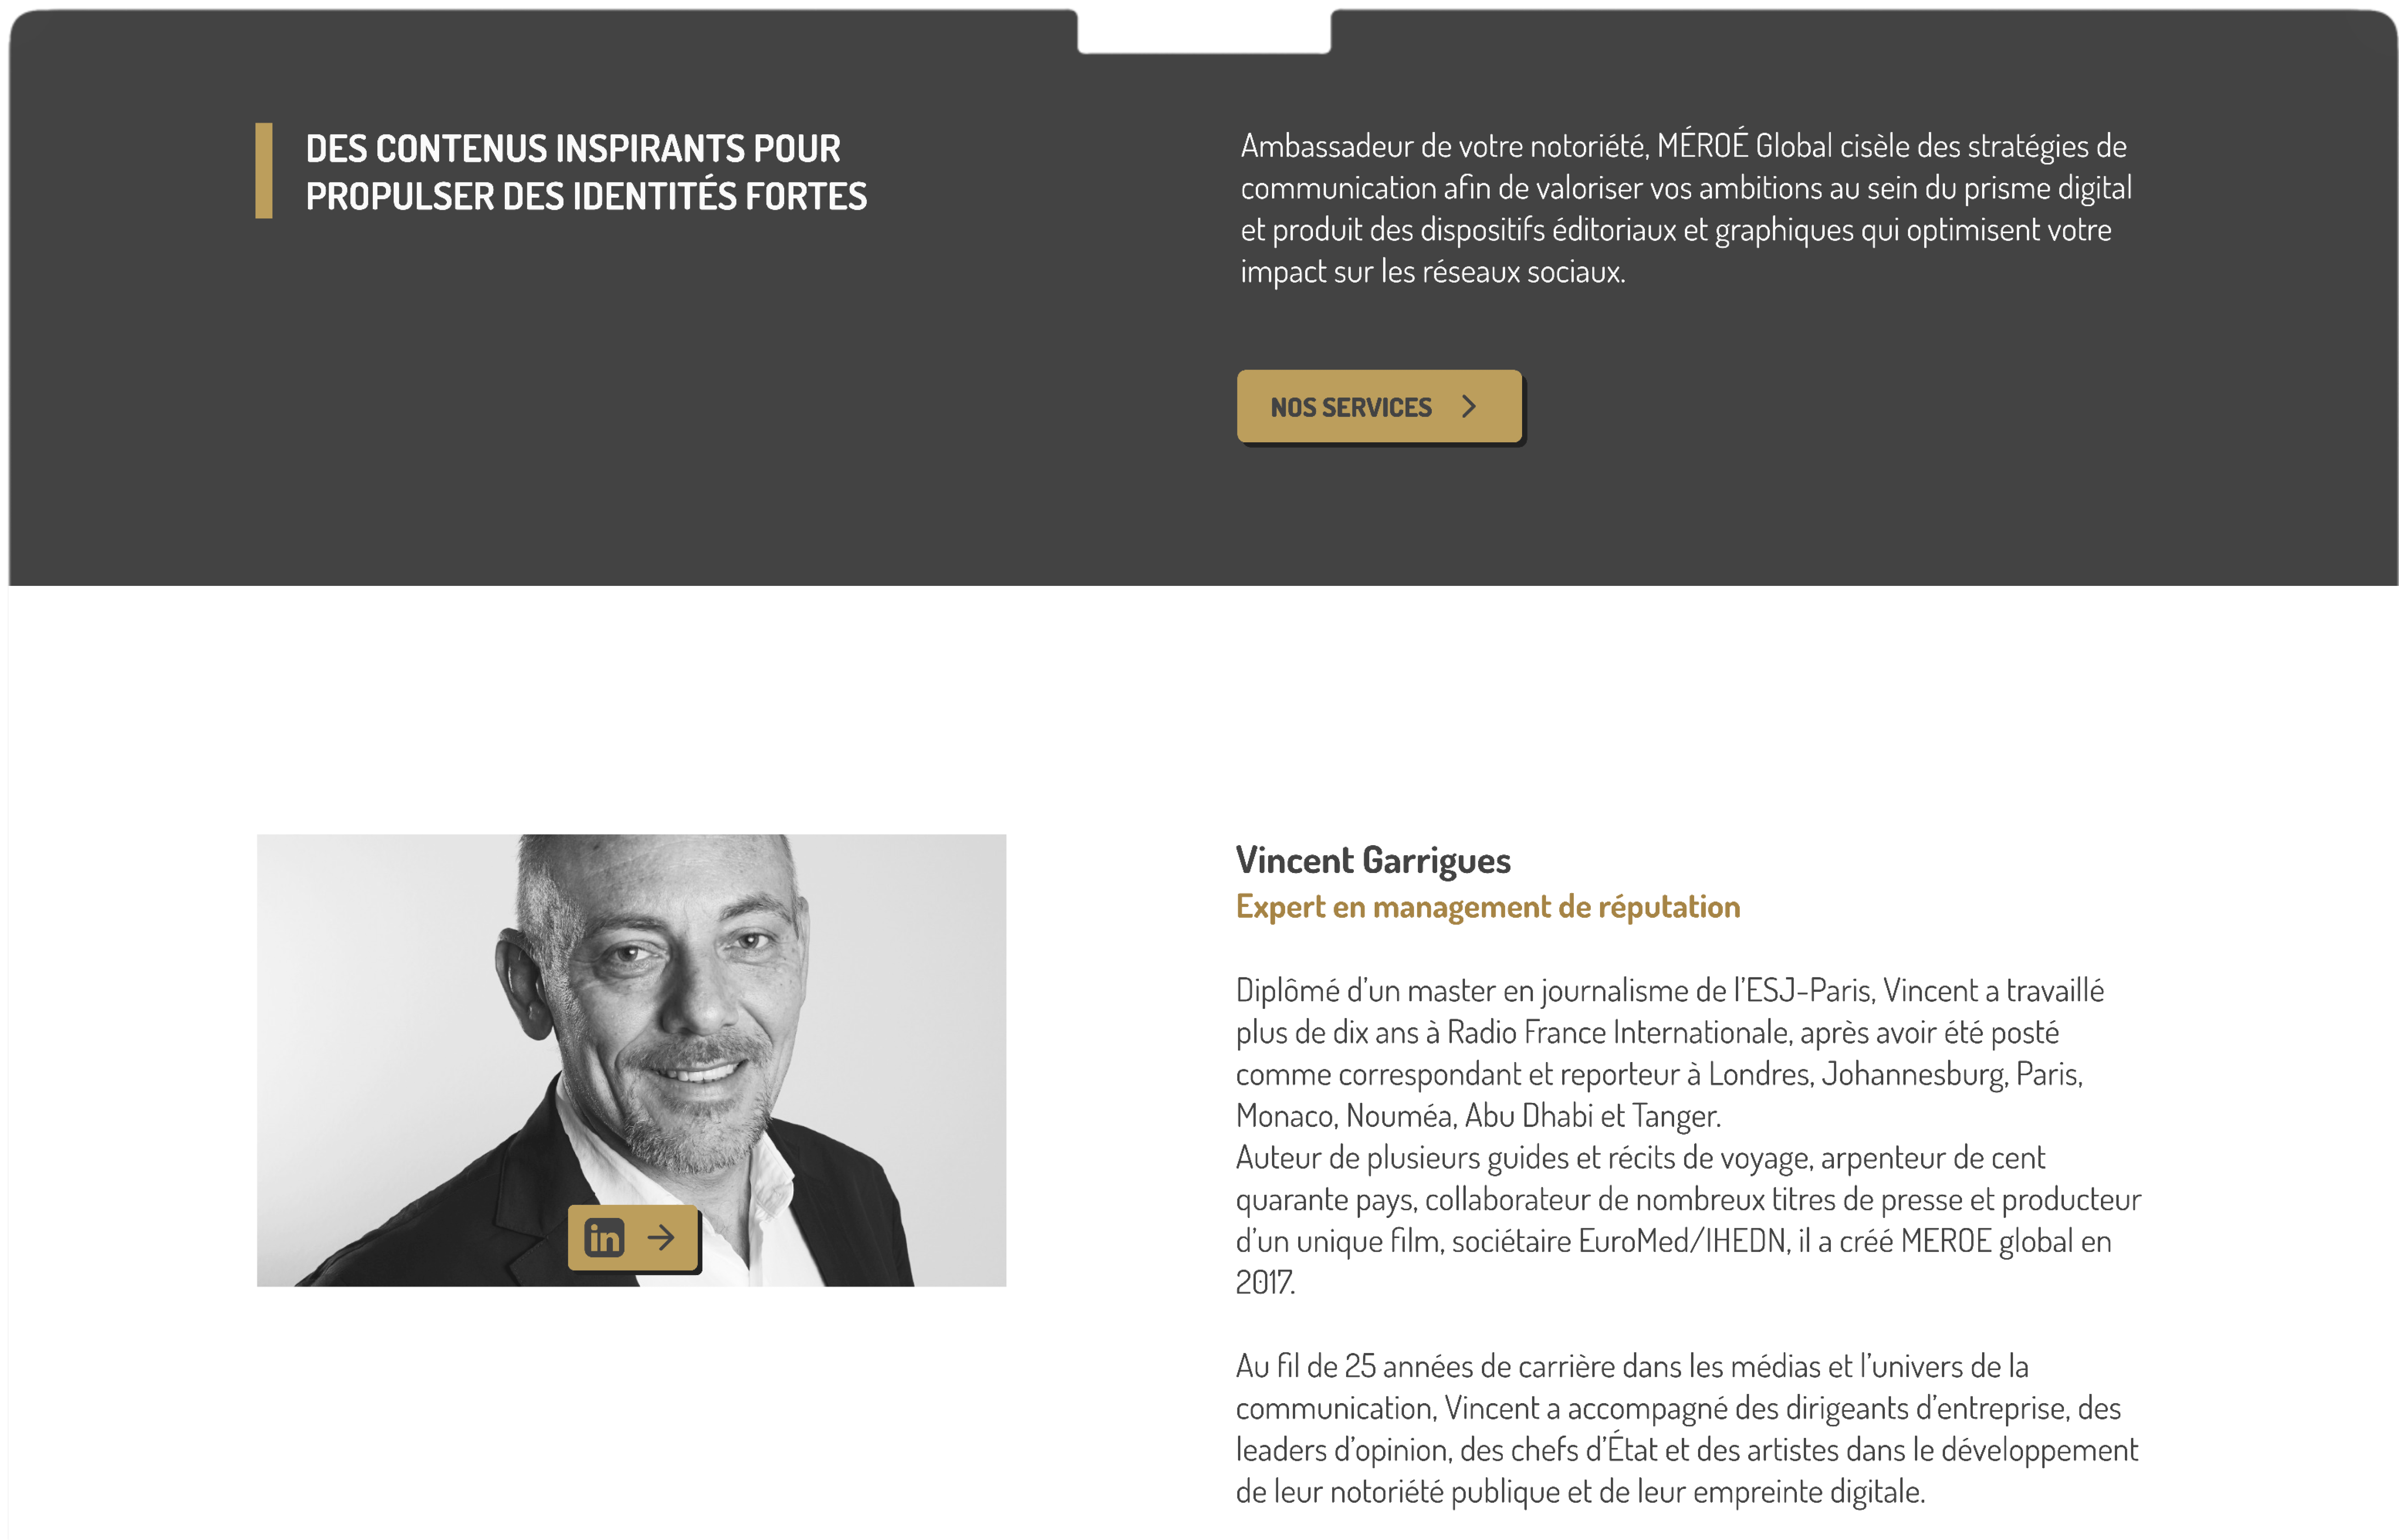 DES CONTENUS INSPIRANTS POUR
PROPULSER DES IDENTITÉS FORTES
Ambassadeur de votre notoriété, MÉROÉ Global cisèle des stratégies de
communication afin de valoriser vos ambitions au sein du prisme digital
et produit des dispositifs éditoriaux et graphiques qui optimisent votre
impact sur les réseaux sociaux.
NOS SERVICES
in
Vincent Garrigues
Expert en management de réputation
Diplômé d’un master en journalisme de l’ESJ-Paris, Vincent a travaillé
plus de dix ans à Radio France Internationale, après avoir été posté
comme correspondant et reporteur à Londres, Johannesburg, Paris,
Monaco, Nouméa, Abu Dhabi et Tanger.
Auteur de plusieurs guides et récits de voyage, arpenteur de cent
quarante pays, collaborateur de nombreux titres de presse et producteur
d’un unique film, sociétaire EuroMed/IHEDN, il a créé MEROE global en
2017.
Au fil de 25 années de carrière dans les médias et l’univers de la
communication, Vincent a accompagné des dirigeants d’entreprise, des
leaders d’opinion, des chefs d’État et des artistes dans le développement
de leur notoriété publique et de leur empreinte digitale.